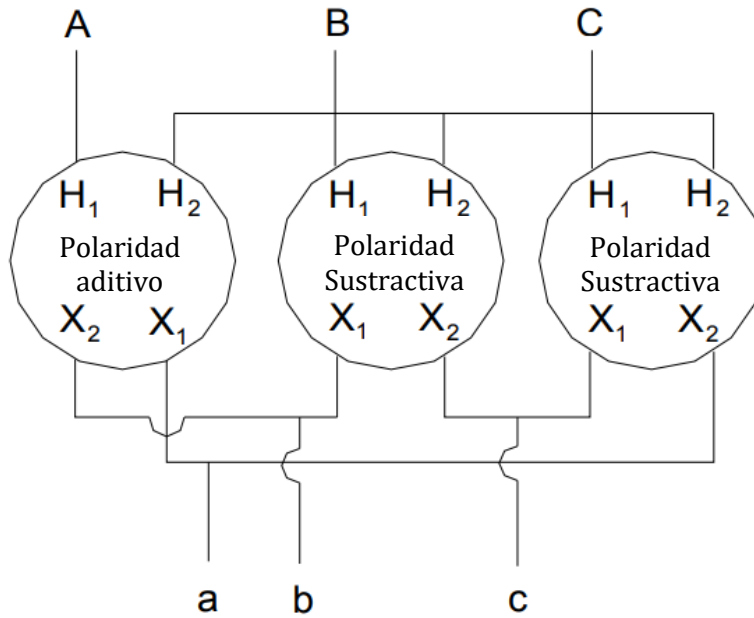 A B C
H₁ H₂ H₁ H₂ H₁ H₂
Polaridad aditivo
Polaridad Sustractiva
Polaridad Sustractiva
X₂ X₁ X₁ X₂ X₁ X₂
a b c